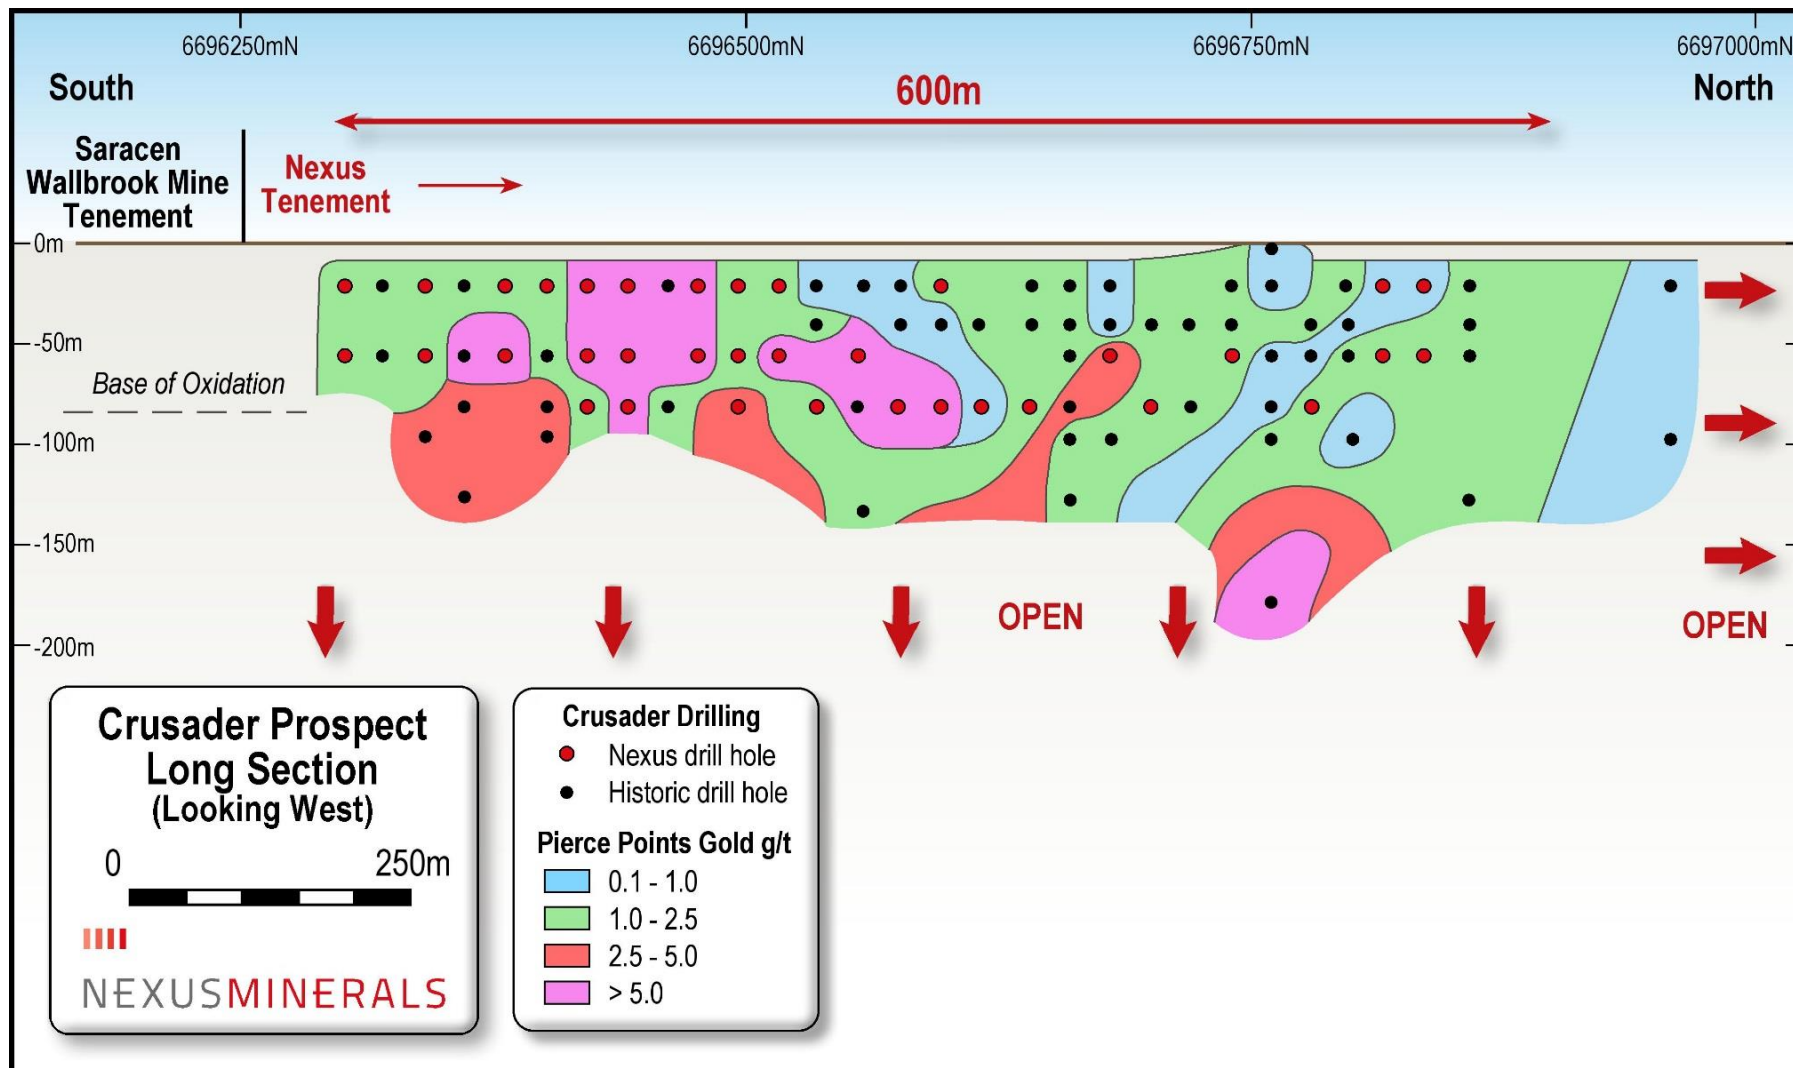 6696250mN
6696500mN
6696750mN
6697000mN
South
600m
North
Saracen
Wallbrook Mine
Tenement
Nexus
Tenement
0m
-50m
Base of Oxidation
-100m
-150m
-200m
OPEN
OPEN
Crusader Prospect
Long Section
(Looking West)
0
250m
NEXUSMINERALS
Crusader Drilling
Nexus drill hole
Historic drill hole
Pierce Points Gold g/t
0.1 - 1.0
1.0 - 2.5
2.5 - 5.0
> 5.0